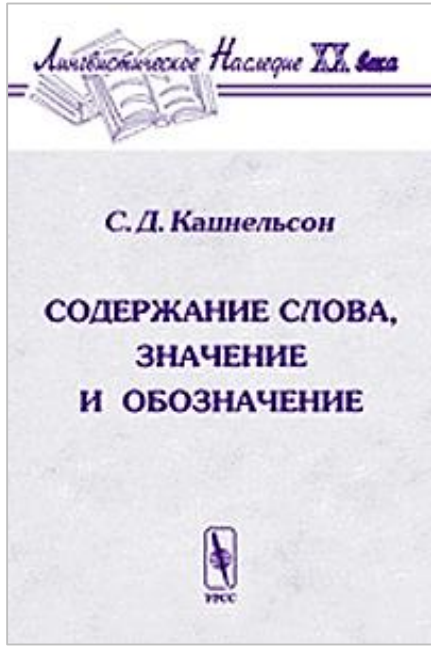 Лингвистическое Наследие XX века
С. Д. Кацнельсон
СОДЕРЖАНИЕ СЛОВА,
ЗНАЧЕНИЕ
И ОБОЗНАЧЕНИЕ
УРСС